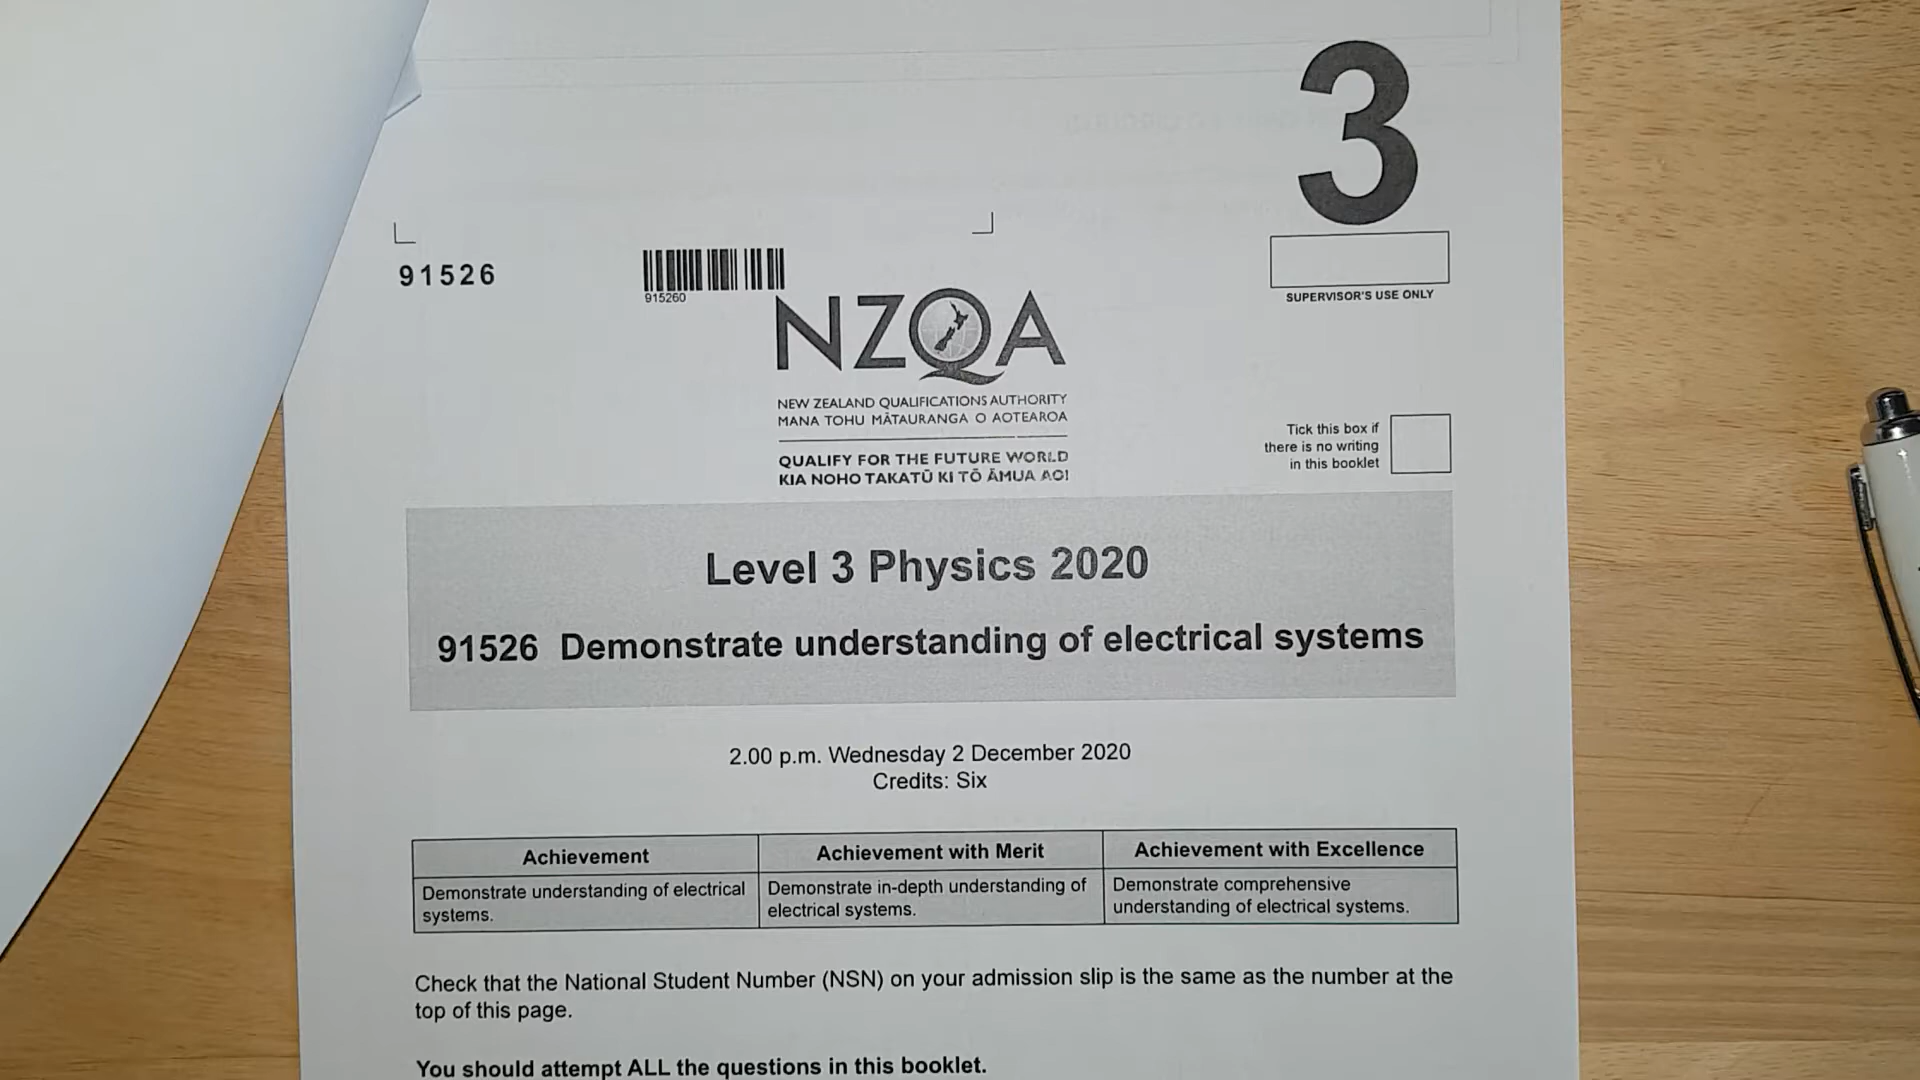 3
91526
915260
SUPERVISOR'S USE ONLY
NZQA
NEW ZEALAND QUALIFICATIONS AUTHORITY
MANA TOHU MĀTAURANGA O AOTEAROA
QUALIFY FOR THE FUTURE WORLD
KIA NOHO TAKATŪ KI TŌ ĀMUA AO!
Tick this box if
there is no writing
in this booklet
Level 3 Physics 2020
91526 Demonstrate understanding of electrical systems
2.00 p.m. Wednesday 2 December 2020
Credits: Six
Achievement
Achievement with Merit
Achievement with Excellence
Demonstrate understanding of electrical
systems.
Demonstrate in-depth understanding of
electrical systems.
Demonstrate comprehensive
understanding of electrical systems.
Check that the National Student Number (NSN) on your admission slip is the same as the number at the
top of this page.
You should attempt ALL the questions in this booklet.